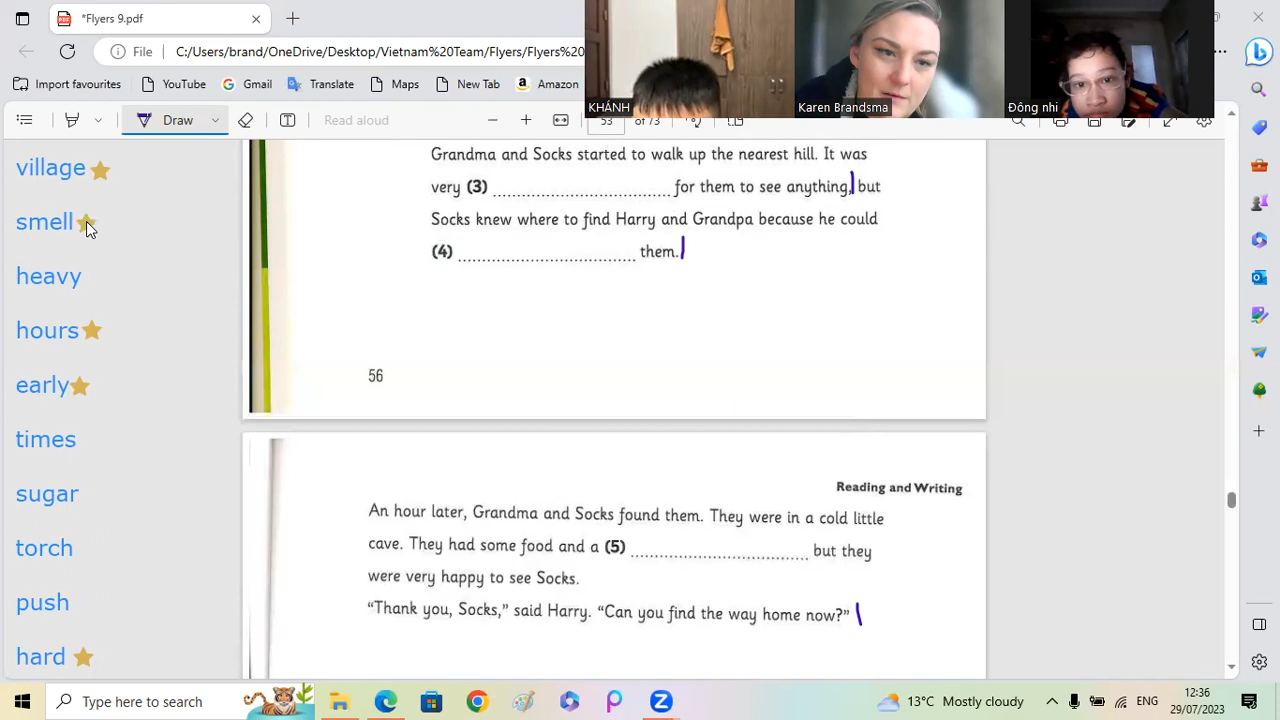 *Flyers 9.pdf
File
C:/Users/brand/OneDrive/Desktop/Vietnam%20Team/Flyers/Flyers%20
Import favourites
YouTube
Gmail
Translate
Maps
New Tab
Amazon
KHÁNH
Karen Brandsma
Đông nhi
Draw
Read aloud
53
of 73
village
smell
heavy
hours
early
times
sugar
torch
push
hard
Grandma and Socks started to walk up the nearest hill. It was
very (3) ........................ for them to see anything, but
Socks knew where to find Harry and Grandpa because he could
(4) ........................ them.
56
Reading and Writing
An hour later, Grandma and Socks found them. They were in a cold little
cave. They had some food and a (5) ........................ but they
were very happy to see Socks.
“Thank you, Socks,” said Harry. “Can you find the way home now?”
Type here to search
13°C Mostly cloudy
ENG
12:36
29/07/2023